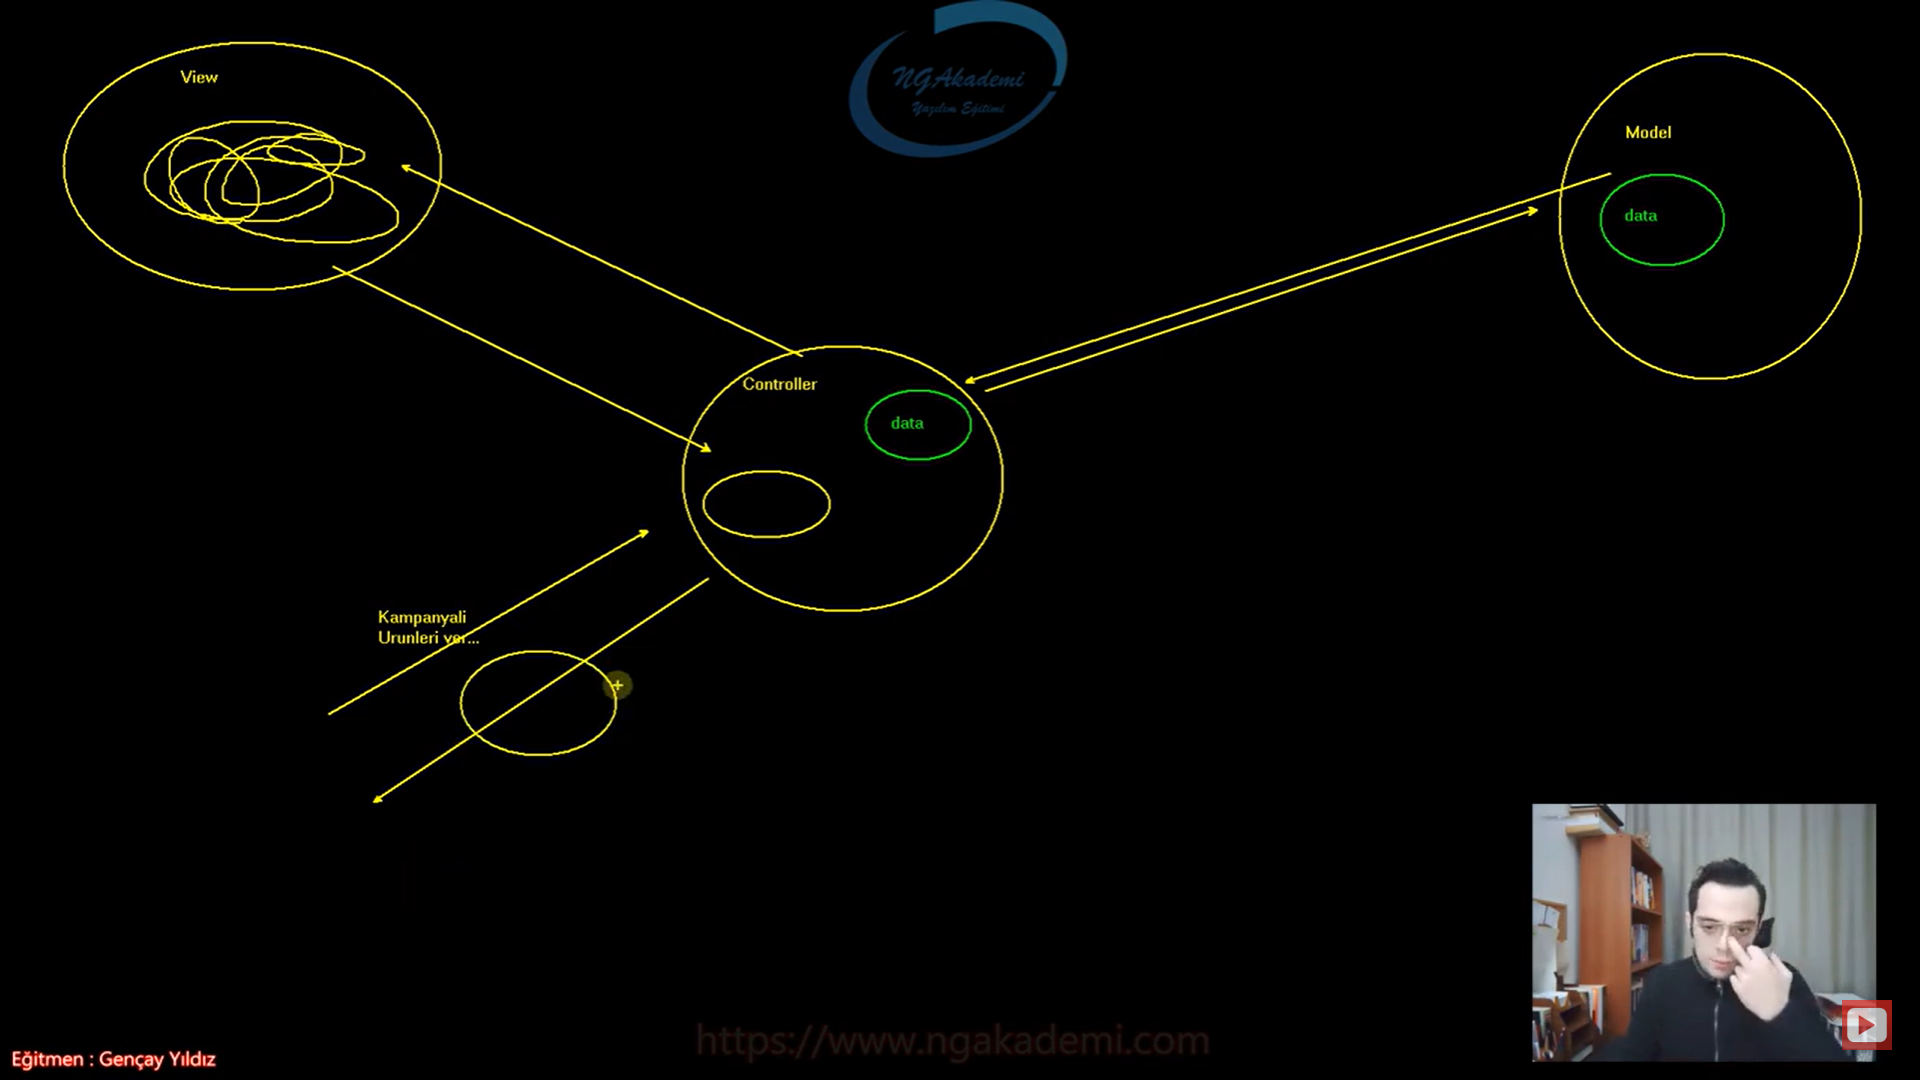 View
NGAkademi
Yazılım Eğitimi
Model
data
Controller
data
Kampanyali
Urunleri ver...
https://www.ngakademi.com
Eğitmen : Gençay Yıldız